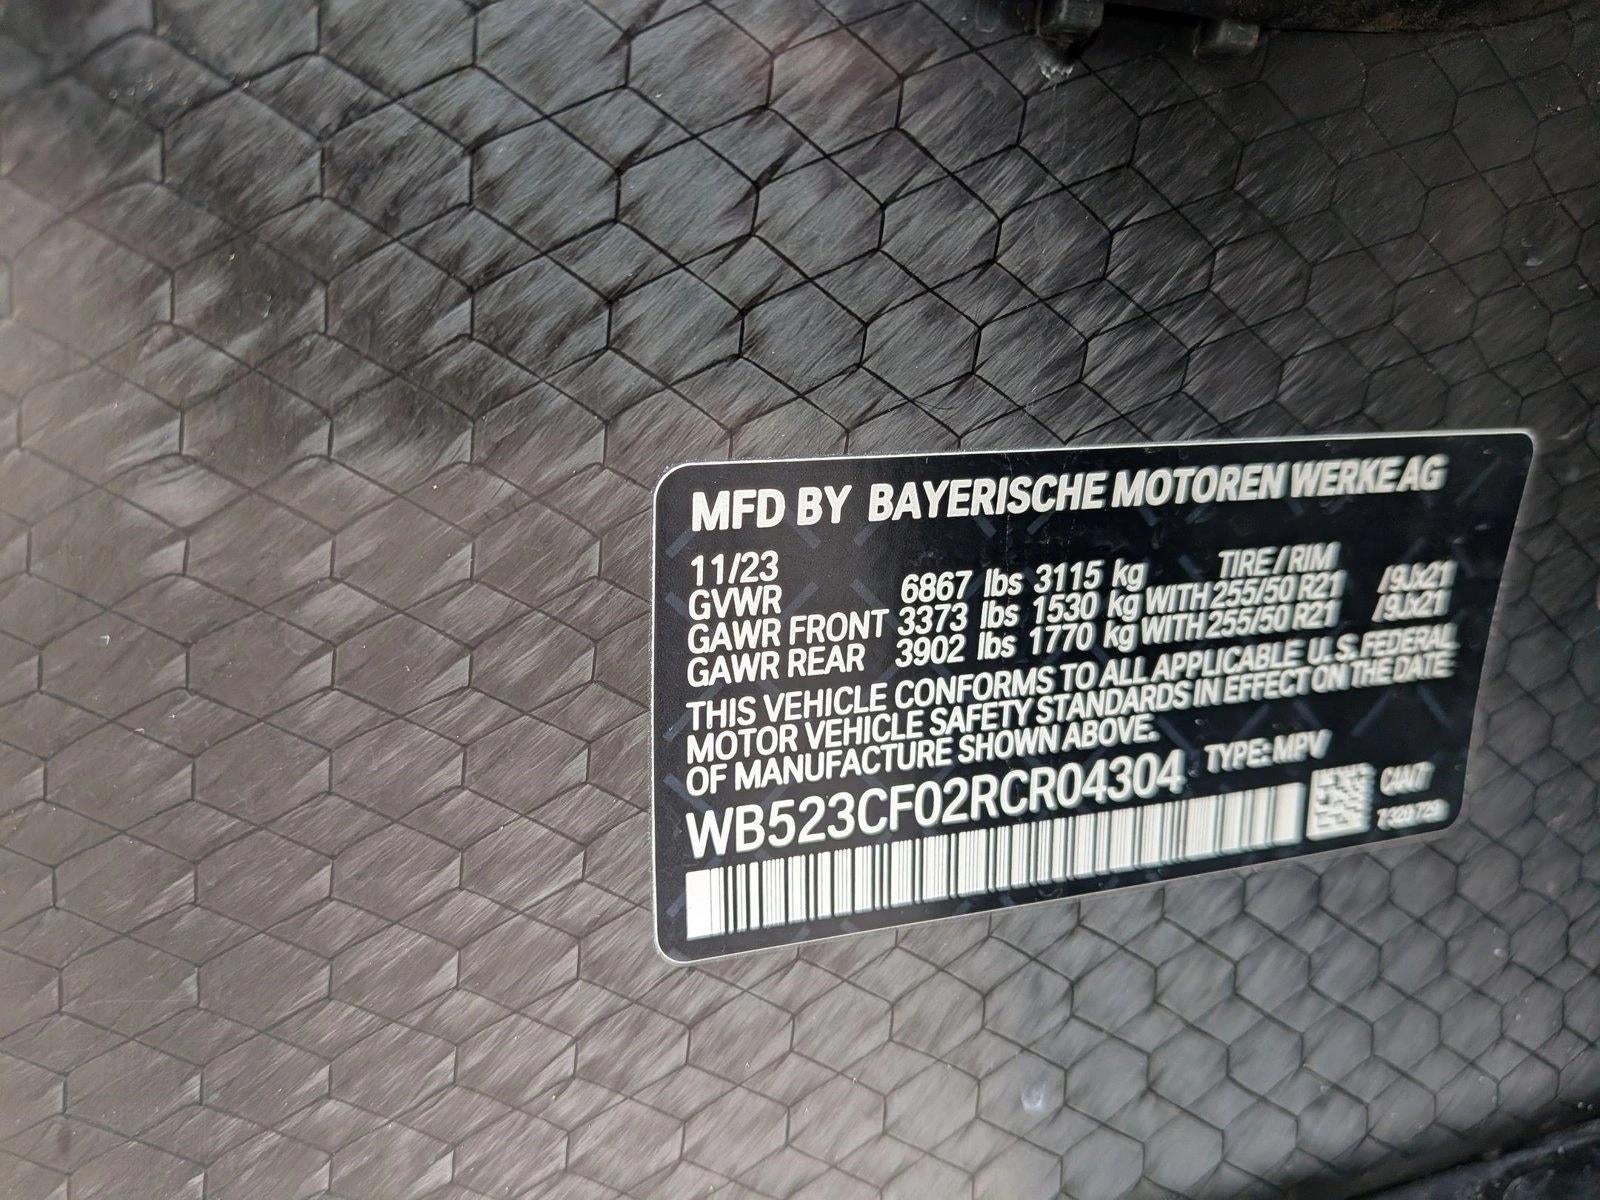 MFD BY BAYERISCHE MOTOREN WERKE AG
11/23 TIRE / RIM
GVWR 6867 lbs 3115 kg
GAWR FRONT 3373 lbs 1530 kg WITH 255/50 R21 /9Jx21
GAWR REAR 3902 lbs 1770 kg WITH 255/50 R21 /9Jx21
THIS VEHICLE CONFORMS TO ALL APPLICABLE U.S. FEDERAL
MOTOR VEHICLE SAFETY STANDARDS IN EFFECT ON THE DATE
OF MANUFACTURE SHOWN ABOVE.
WB523CF02RCR04304 TYPE: MPV